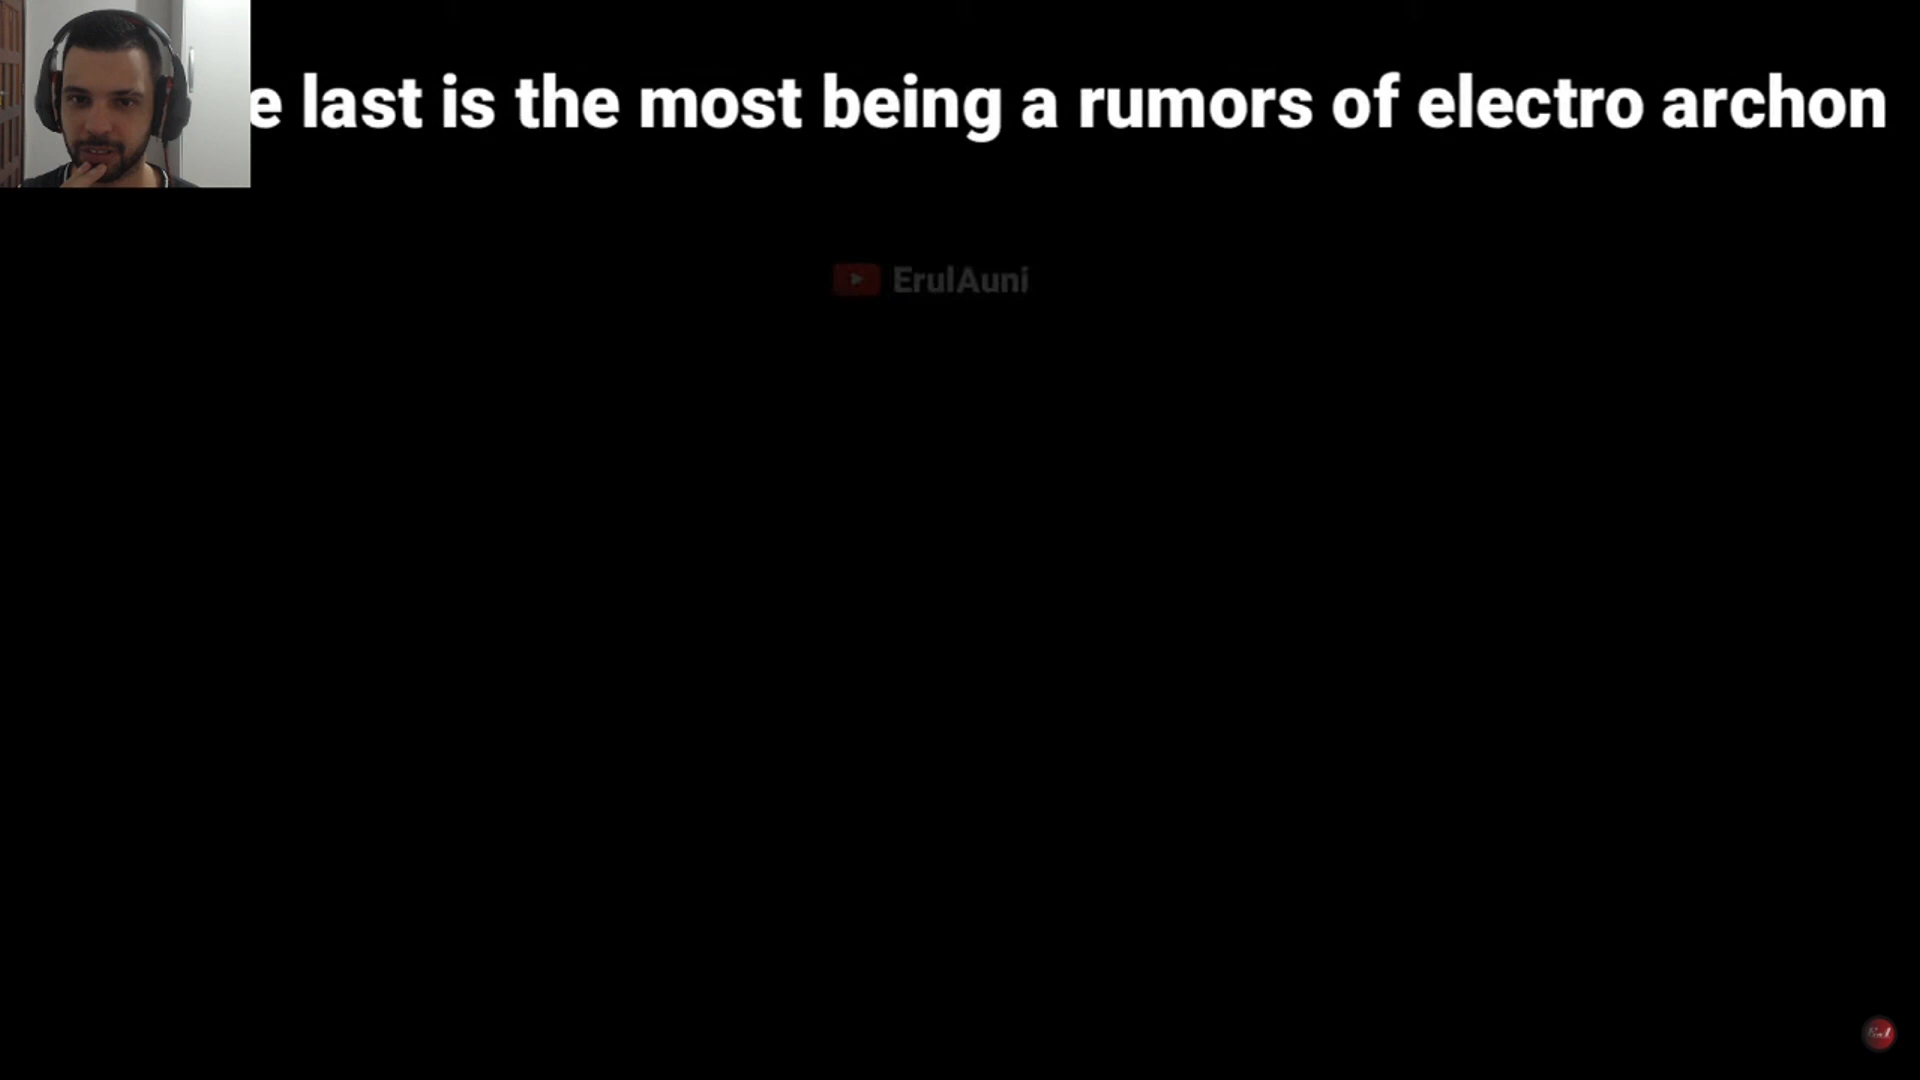 e last is the most being a rumors of electro archon
ErulAuni